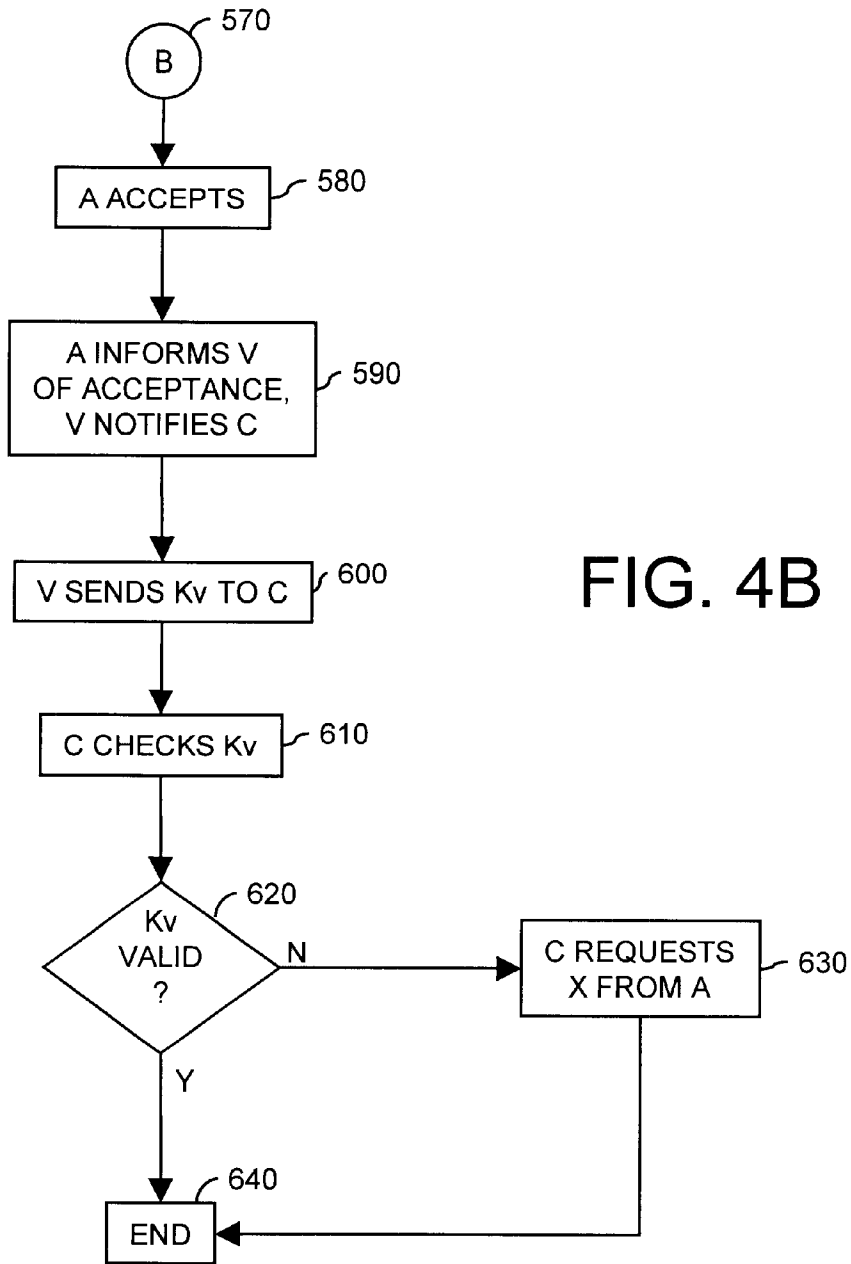 570
B
A ACCEPTS
580
A INFORMS V
OF ACCEPTANCE,
V NOTIFIES C
590
V SENDS Kv TO C
600
FIG. 4B
C CHECKS Kv
610
620
Kv
VALID
?
N
C REQUESTS
X FROM A
630
Y
640
END